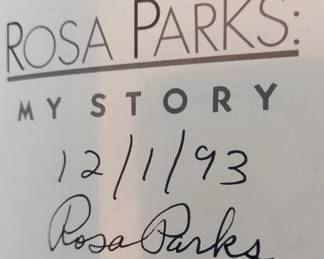 ROSA PARKS:
MY STORY
12/1/93
Rosa Parks